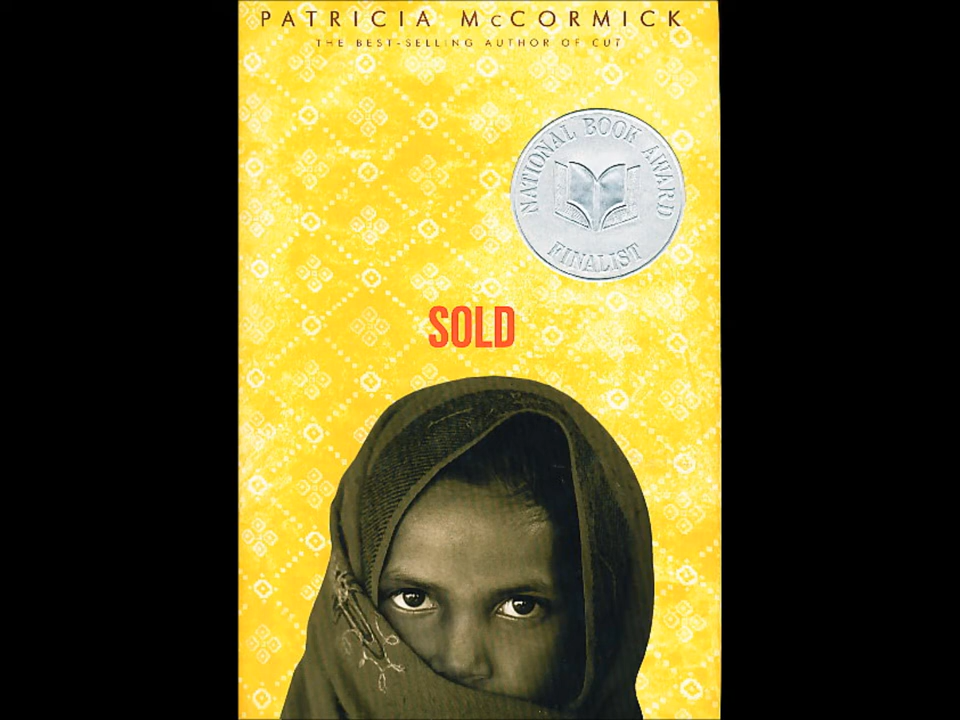 PATRICIA McCORMICK
THE BEST-SELLING AUTHOR OF CUT
NATIONAL BOOK AWARD
FINALIST
SOLD